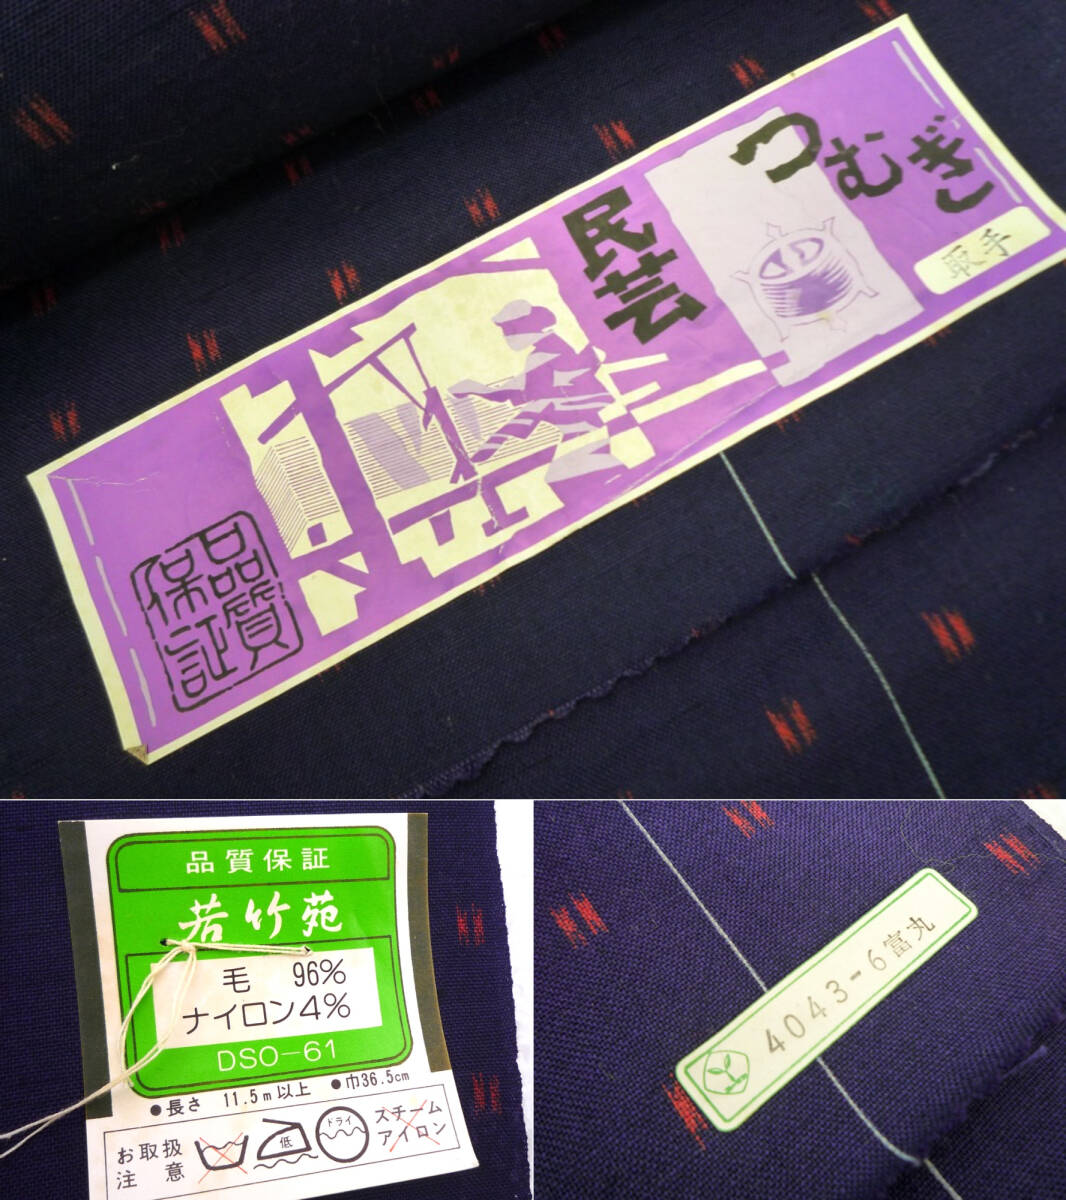 つむぎ
民芸
取手
品質
保証
品質保証
若竹苑
毛 96%
ナイロン4%
DSO-61
●長さ 11.5m以上 ●巾36.5cm
お取扱
注意
低
ドライ
スチーム
アイロン
4043-6富丸